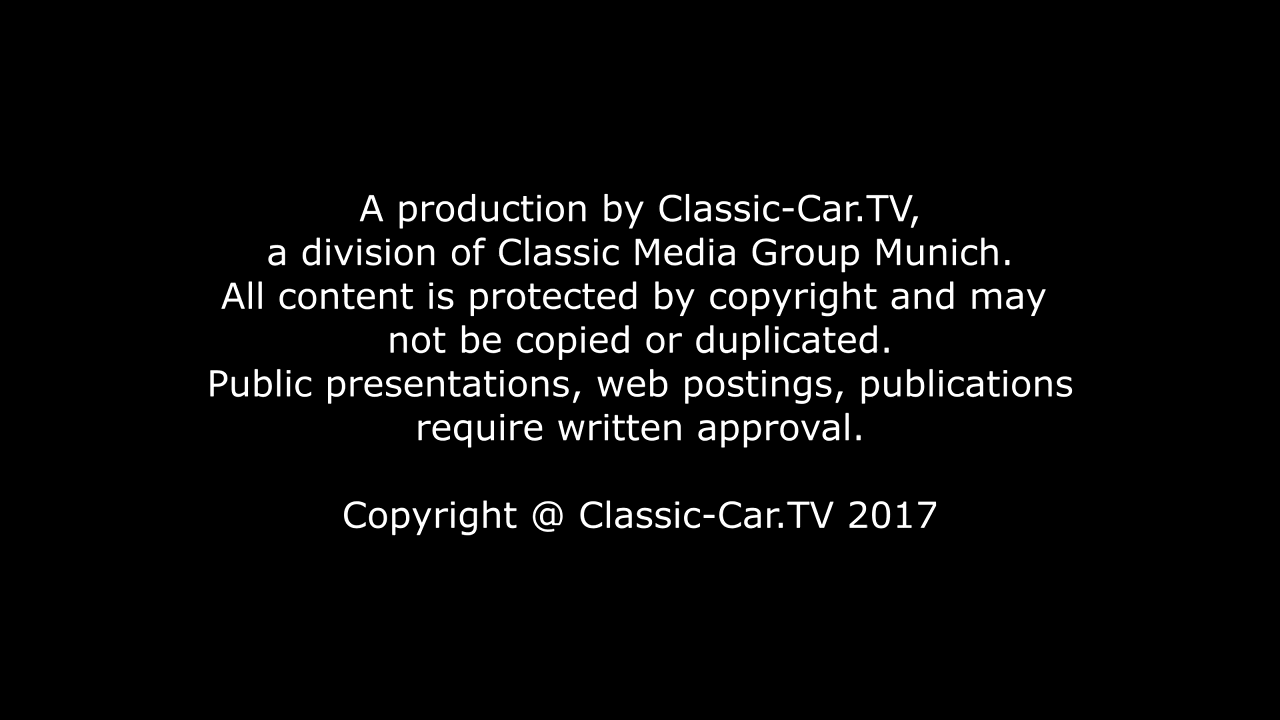 A production by Classic-Car.TV,
a division of Classic Media Group Munich.
All content is protected by copyright and may
not be copied or duplicated.
Public presentations, web postings, publications
require written approval.
Copyright @ Classic-Car.TV 2017